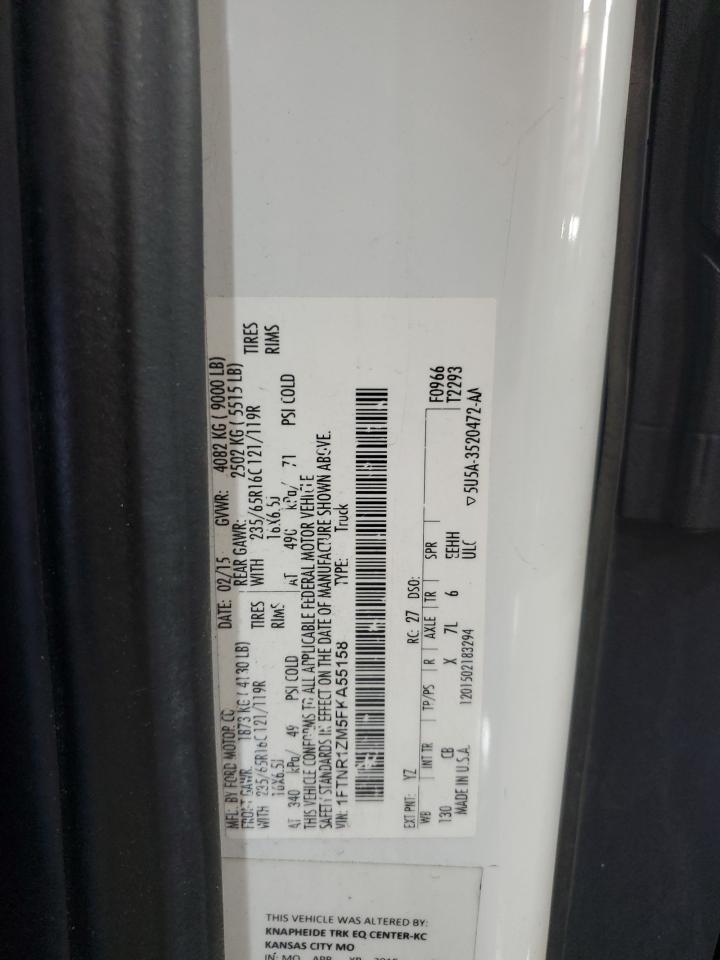 MFD. BY FORD MOTOR CO
DATE: 02/15 GVWR: 4082 KG ( 9000 LB)
FRONT GAWR: 1873 KG ( 4130 LB) REAR GAWR: 2502 KG ( 5515 LB)
WITH 235/65R16C 121/119R TIRES WITH 235/65R16C 121/119R TIRES
16X6.5J RIMS 16X6.5J RIMS
AT 340 kPa/ 49 PSI COLD AT 490 kPa/ 71 PSI COLD
THIS VEHICLE CONFORMS TO ALL APPLICABLE FEDERAL MOTOR VEHICLE
SAFETY STANDARDS IN EFFECT ON THE DATE OF MANUFACTURE SHOWN ABOVE.
VIN: 1FTNR1ZM5FKA55158 TYPE: Truck
EXT PNT: YZ RC: 27 DSO: F0966
WB INT TR TP/PS R AXLE TR SPR T2293
130 CB X 7L 6 EEHH
MADE IN U.S.A. 1201502183294 ULC ▽5U5A-3520472-AA
THIS VEHICLE WAS ALTERED BY:
KNAPHEIDE TRK EQ CENTER-KC
KANSAS CITY MO
IN: MO APR YR 2015